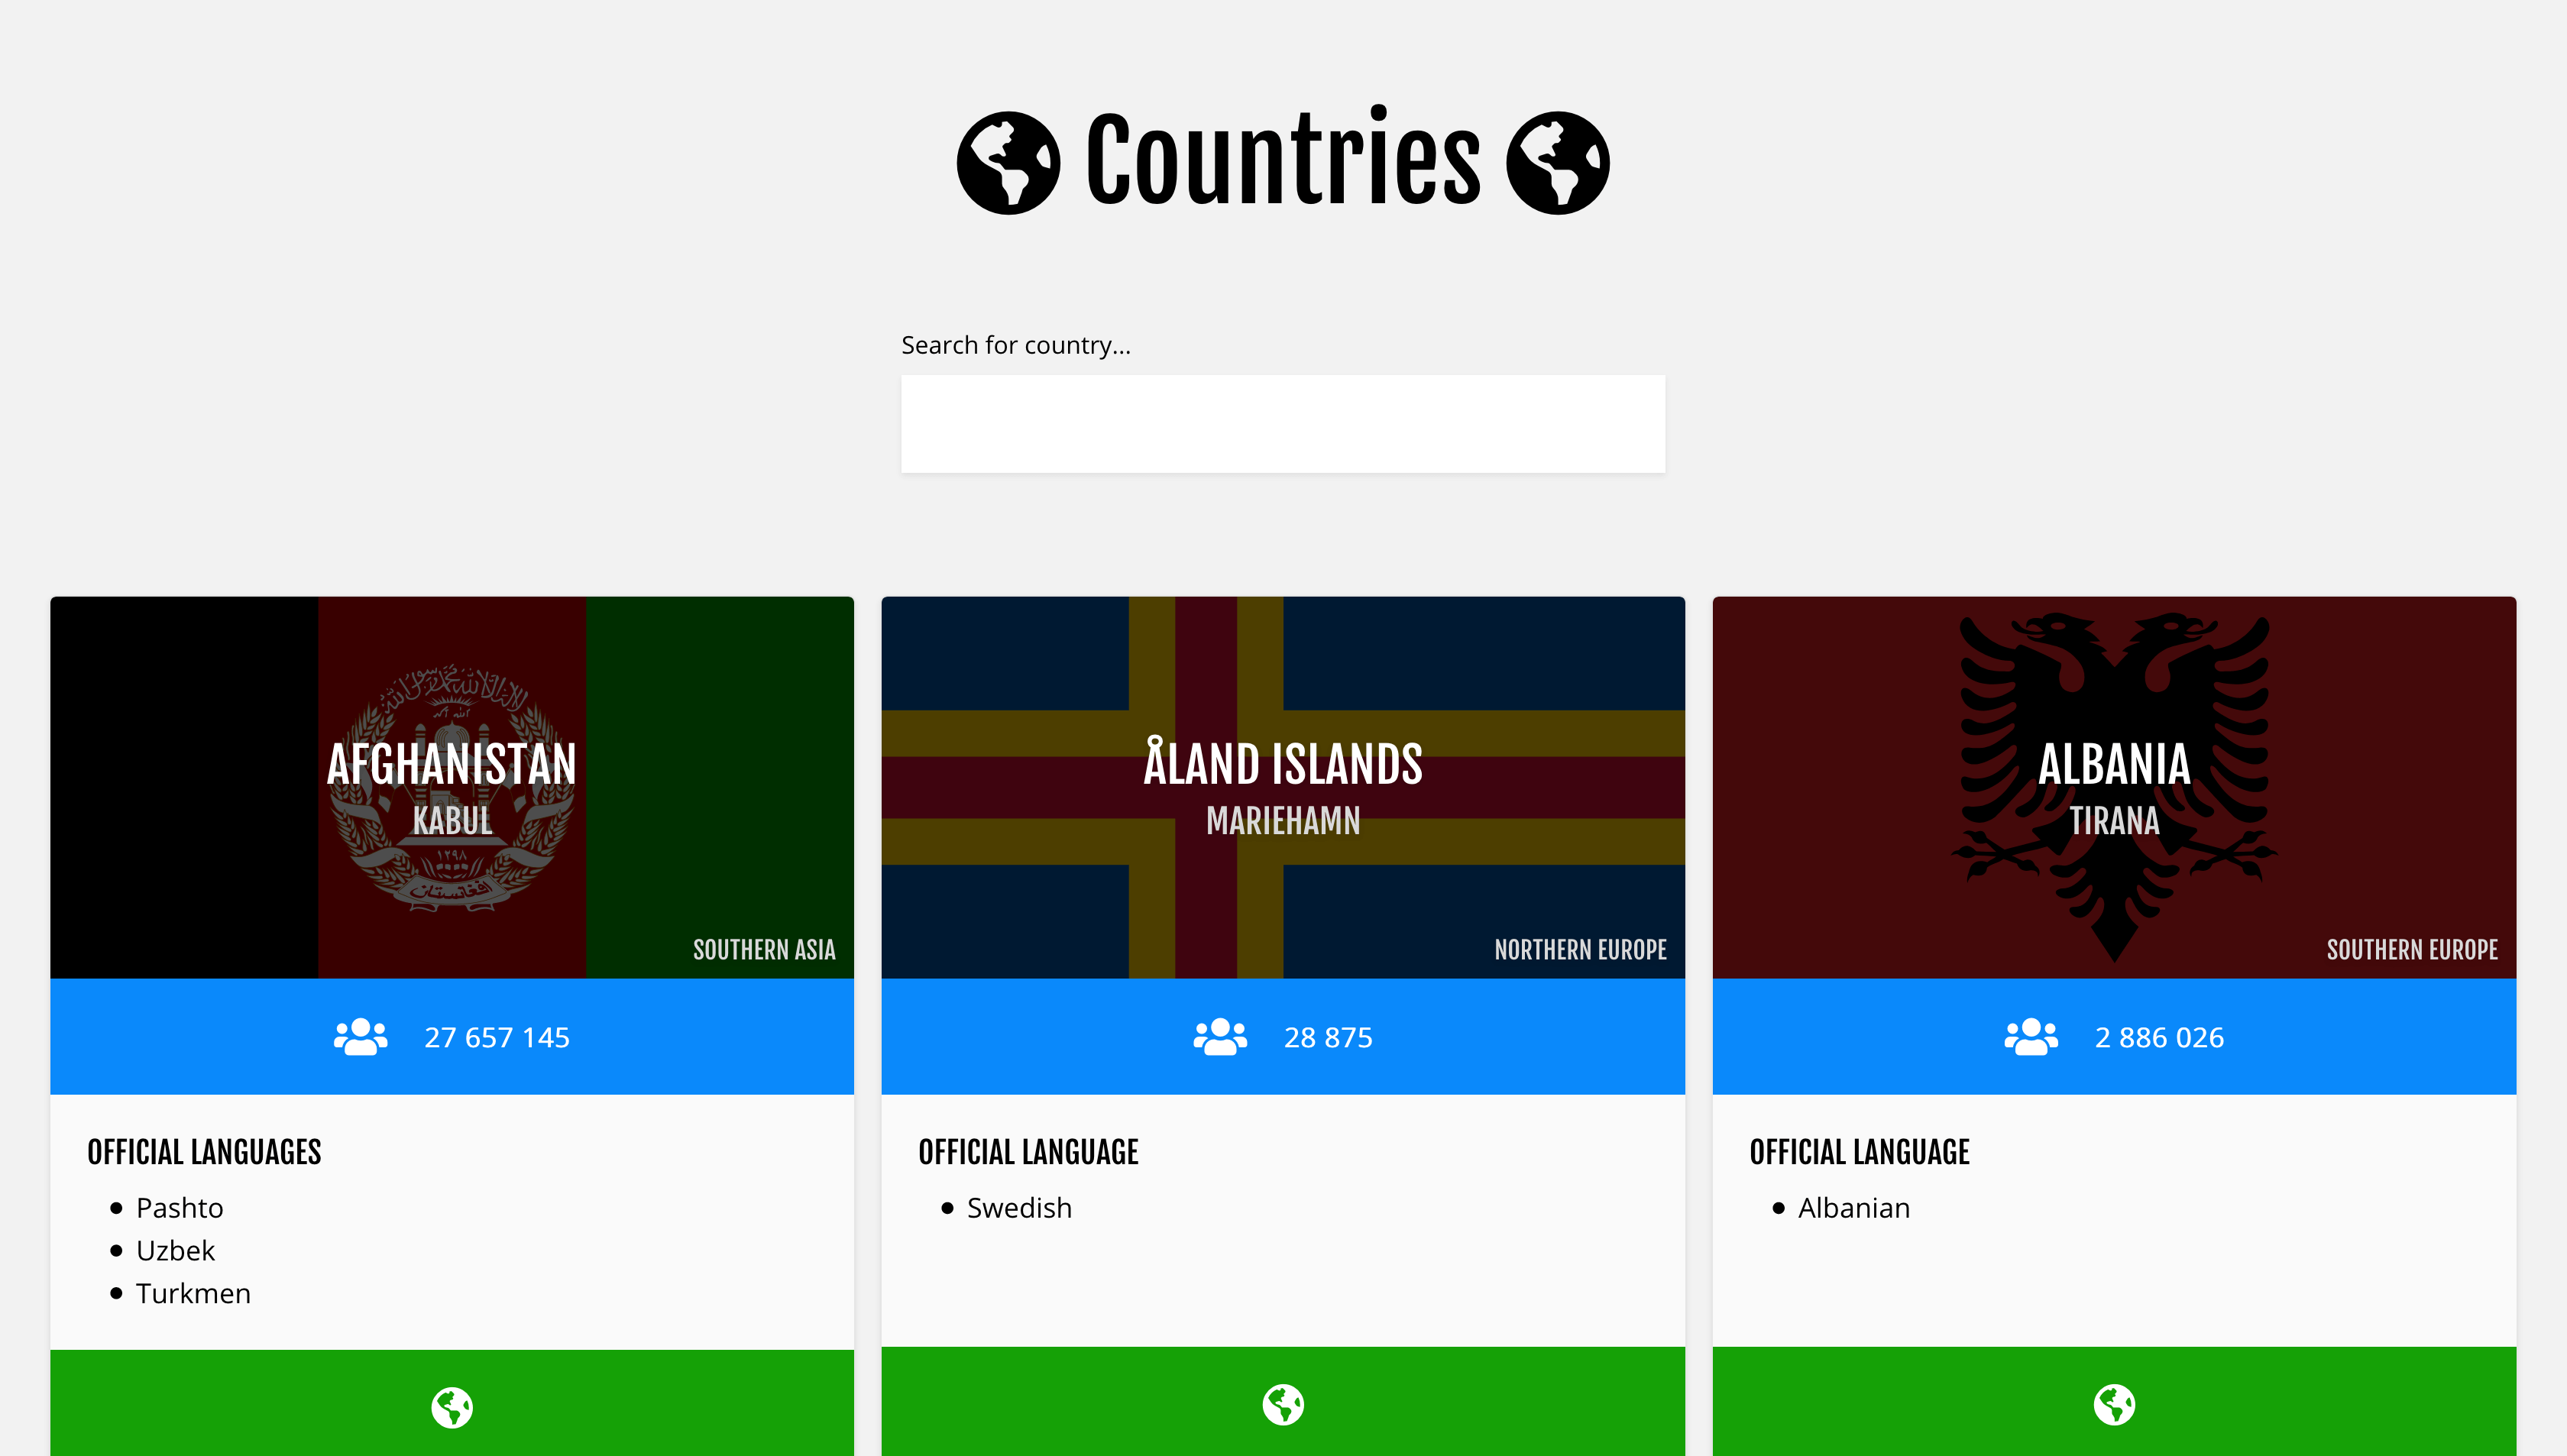 Countries
Search for country...
AFGHANISTAN
KABUL
SOUTHERN ASIA
27 657 145
OFFICIAL LANGUAGES
Pashto
Uzbek
Turkmen
ÅLAND ISLANDS
MARIEHAMN
NORTHERN EUROPE
28 875
OFFICIAL LANGUAGE
Swedish
ALBANIA
TIRANA
SOUTHERN EUROPE
2 886 026
OFFICIAL LANGUAGE
Albanian